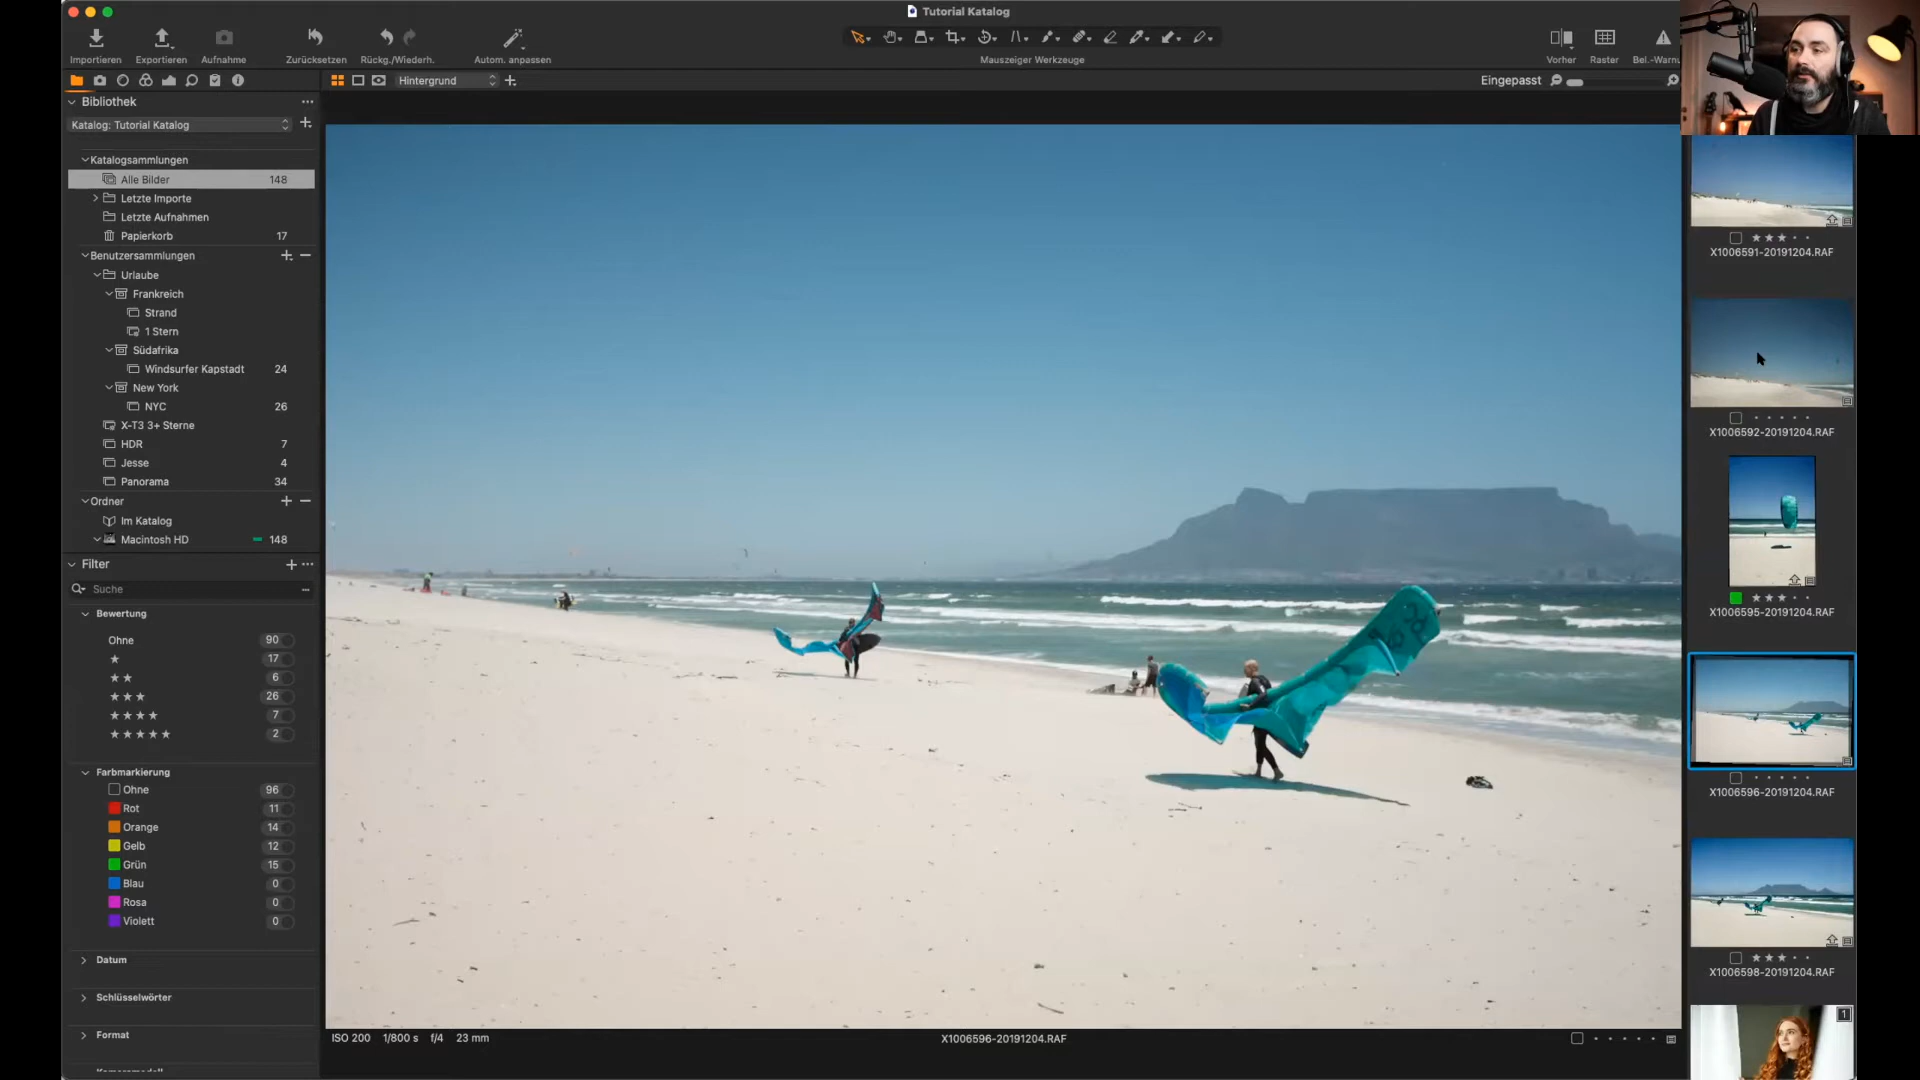 Tutorial Katalog
Importieren
Exportieren
Aufnahme
Zurücksetzen
Rückg./Wiederh.
Autom. anpassen
Mauszeiger Werkzeuge
Vorher
Raster
Bel.-Warnu
Bibliothek
Hintergrund
Eingepasst
Katalog: Tutorial Katalog
Katalogsammlungen
Alle Bilder 148
Letzte Importe
Letzte Aufnahmen
Papierkorb 17
Benutzersammlungen
Urlaube
Frankreich
Strand
1 Stern
Südafrika
Windsurfer Kapstadt 24
New York
NYC 26
X-T3 3+ Sterne
HDR 7
Jesse 4
Panorama 34
Ordner
Im Katalog
Macintosh HD 148
Filter
Suche
Bewertung
Ohne 90
★ 17
★★ 6
★★★ 26
★★★★ 7
★★★★★ 2
Farbmarkierung
Ohne 96
Rot 11
Orange 14
Gelb 12
Grün 15
Blau 0
Rosa 0
Violett 0
Datum
Schlüsselwörter
Format
Kameramodell
ISO 200 1/800 s f/4 23 mm
X1006596-20191204.RAF
X1006591-20191204.RAF
X1006592-20191204.RAF
X1006595-20191204.RAF
X1006596-20191204.RAF
X1006598-20191204.RAF
1